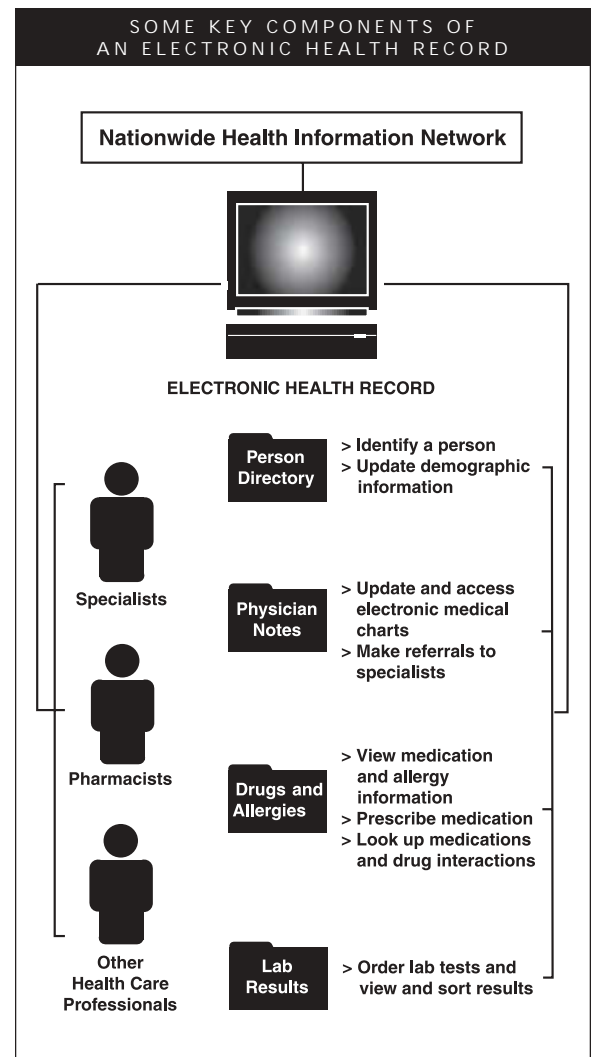 SOME KEY COMPONENTS OF
AN ELECTRONIC HEALTH RECORD
Nationwide Health Information Network
ELECTRONIC HEALTH RECORD
Specialists
Pharmacists
Other
Health Care
Professionals
Person
Directory
> Identify a person
> Update demographic
information
Physician
Notes
> Update and access
electronic medical
charts
> Make referrals to
specialists
Drugs and
Allergies
> View medication
and allergy
information
> Prescribe medication
> Look up medications
and drug interactions
Lab
Results
> Order lab tests and
view and sort results